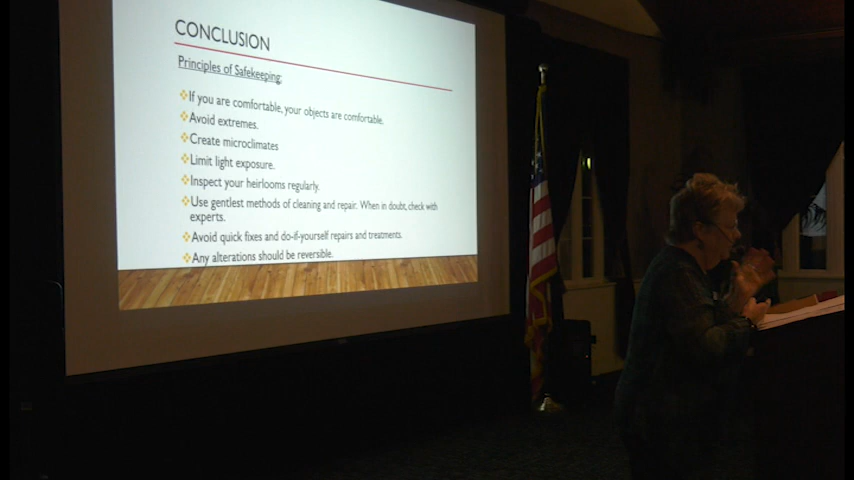 CONCLUSION
Principles of Safekeeping:
If you are comfortable, your objects are comfortable.
Avoid extremes.
Create microclimates
Limit light exposure.
Inspect your heirlooms regularly.
Use gentlest methods of cleaning and repair. When in doubt, check with
experts.
Avoid quick fixes and do-if-yourself repairs and treatments.
Any alterations should be reversible.